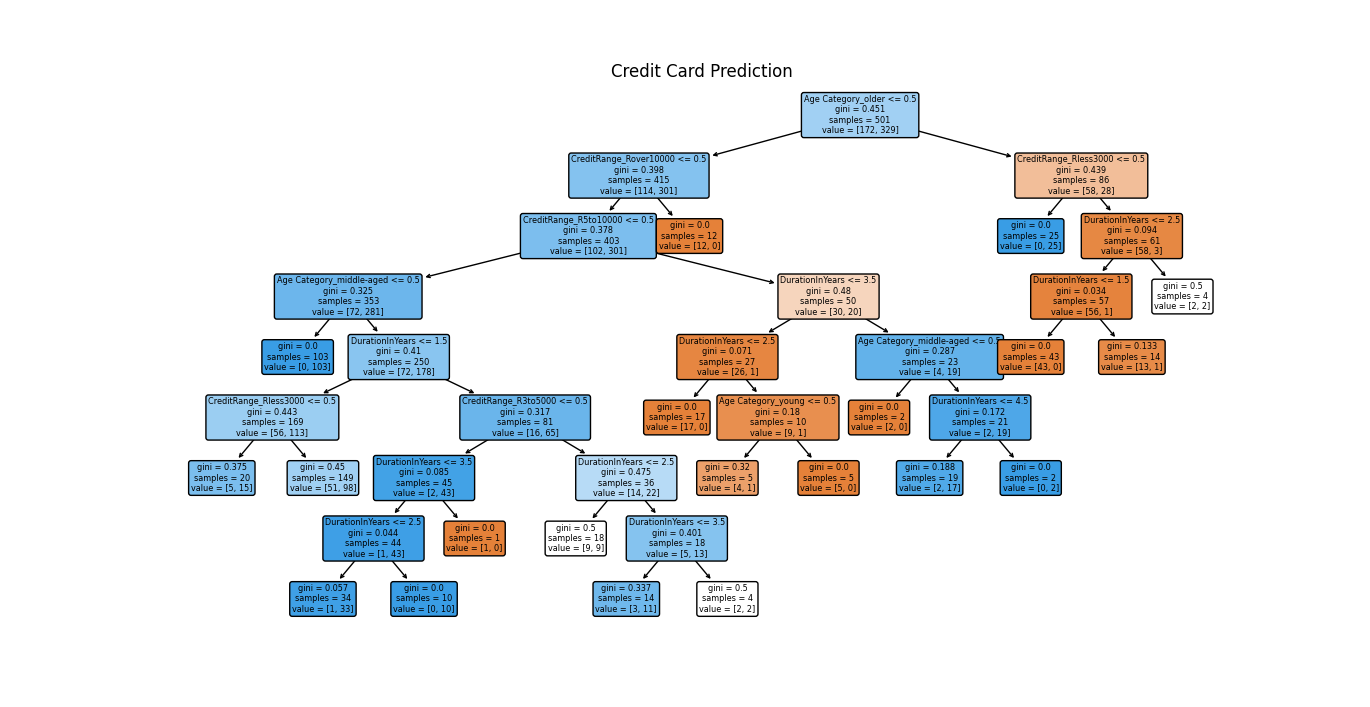 Credit Card Prediction
Age Category_older <= 0.5
gini = 0.451
samples = 501
value = [172, 329]
CreditRange_Rover10000 <= 0.5
gini = 0.398
samples = 415
value = [114, 301]
CreditRange_Rless3000 <= 0.5
gini = 0.439
samples = 86
value = [58, 28]
CreditRange_R5to10000 <= 0.5
gini = 0.378
samples = 403
value = [102, 301]
gini = 0.0
samples = 12
value = [12, 0]
gini = 0.0
samples = 25
value = [0, 25]
DurationInYears <= 2.5
gini = 0.094
samples = 61
value = [58, 3]
Age Category_middle-aged <= 0.5
gini = 0.325
samples = 353
value = [72, 281]
DurationInYears <= 3.5
gini = 0.48
samples = 50
value = [30, 20]
DurationInYears <= 1.5
gini = 0.034
samples = 57
value = [56, 1]
gini = 0.5
samples = 4
value = [2, 2]
gini = 0.0
samples = 103
value = [0, 103]
DurationInYears <= 1.5
gini = 0.41
samples = 250
value = [72, 178]
DurationInYears <= 2.5
gini = 0.071
samples = 27
value = [26, 1]
Age Category_middle-aged <= 0.5
gini = 0.287
samples = 23
value = [4, 19]
gini = 0.0
samples = 43
value = [43, 0]
gini = 0.133
samples = 14
value = [13, 1]
CreditRange_Rless3000 <= 0.5
gini = 0.443
samples = 169
value = [56, 113]
CreditRange_R3to5000 <= 0.5
gini = 0.317
samples = 81
value = [16, 65]
gini = 0.0
samples = 17
value = [17, 0]
Age Category_young <= 0.5
gini = 0.18
samples = 10
value = [9, 1]
gini = 0.0
samples = 2
value = [2, 0]
DurationInYears <= 4.5
gini = 0.172
samples = 21
value = [2, 19]
gini = 0.375
samples = 20
value = [5, 15]
gini = 0.45
samples = 149
value = [51, 98]
DurationInYears <= 3.5
gini = 0.085
samples = 45
value = [2, 43]
DurationInYears <= 2.5
gini = 0.475
samples = 36
value = [14, 22]
gini = 0.32
samples = 5
value = [4, 1]
gini = 0.0
samples = 5
value = [5, 0]
gini = 0.188
samples = 19
value = [2, 17]
gini = 0.0
samples = 2
value = [0, 2]
DurationInYears <= 2.5
gini = 0.044
samples = 44
value = [1, 43]
gini = 0.0
samples = 1
value = [1, 0]
gini = 0.5
samples = 18
value = [9, 9]
DurationInYears <= 3.5
gini = 0.401
samples = 18
value = [5, 13]
gini = 0.057
samples = 34
value = [1, 33]
gini = 0.0
samples = 10
value = [0, 10]
gini = 0.337
samples = 14
value = [3, 11]
gini = 0.5
samples = 4
value = [2, 2]